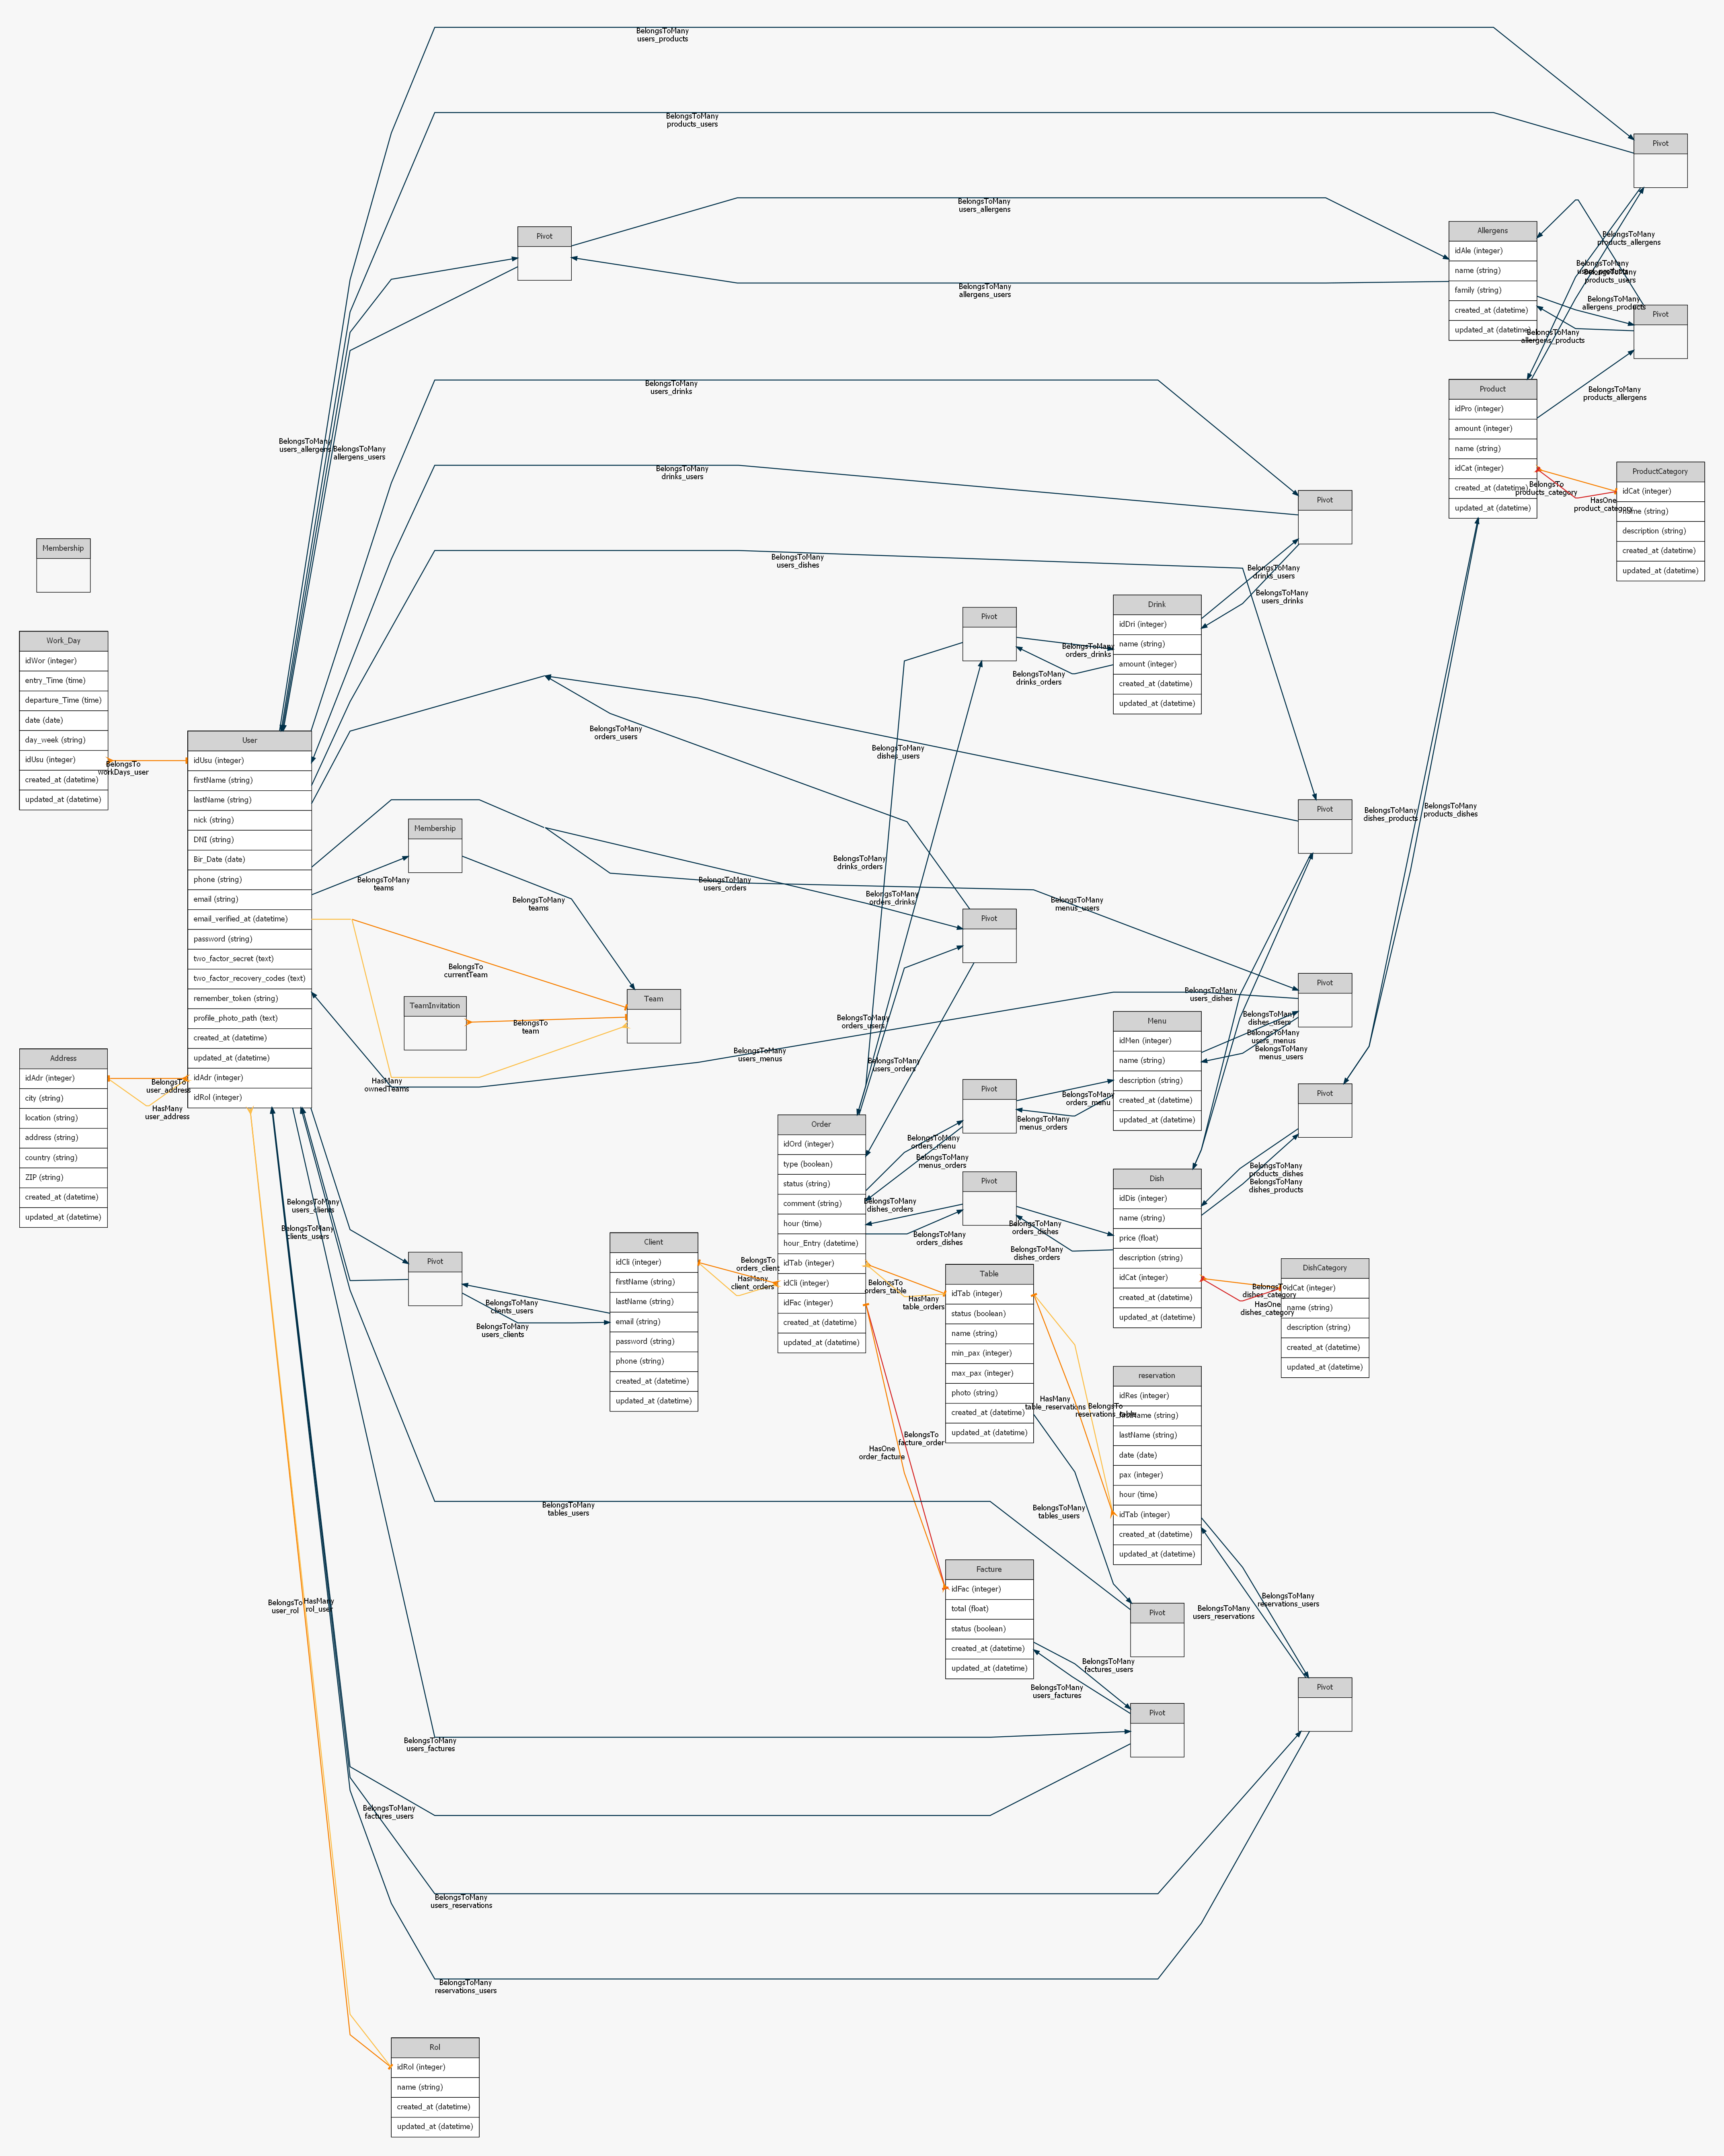 BelongsToMany
users_products
BelongsToMany
products_users
Pivot
BelongsToMany
users_allergens
Pivot
BelongsToMany
allergens_users
Allergens
idAle (integer)
name (string)
family (string)
created_at (datetime)
updated_at (datetime)
BelongsToMany
products_allergens
BelongsToMany
users_products
BelongsToMany
products_users
BelongsToMany
allergens_products
Pivot
BelongsToMany
allergens_products
BelongsToMany
products_allergens
Product
idPro (integer)
amount (integer)
name (string)
idCat (integer)
created_at (datetime)
updated_at (datetime)
BelongsTo
products_category
HasOne
product_category
ProductCategory
idCat (integer)
name (string)
description (string)
created_at (datetime)
updated_at (datetime)
BelongsToMany
users_drinks
BelongsToMany
users_allergens
BelongsToMany
allergens_users
BelongsToMany
drinks_users
Pivot
BelongsToMany
users_dishes
BelongsToMany
drinks_users
BelongsToMany
users_drinks
Membership
Work_Day
idWor (integer)
entry_Time (time)
departure_Time (time)
date (date)
day_week (string)
idUsu (integer)
created_at (datetime)
updated_at (datetime)
BelongsTo
workDays_user
User
idUsu (integer)
firstName (string)
lastName (string)
nick (string)
DNI (string)
Bir_Date (date)
phone (string)
email (string)
email_verified_at (datetime)
password (string)
two_factor_secret (text)
two_factor_recovery_codes (text)
remember_token (string)
profile_photo_path (text)
created_at (datetime)
updated_at (datetime)
idAdr (integer)
idRol (integer)
Pivot
BelongsToMany
orders_drinks
BelongsToMany
drinks_orders
Drink
idDri (integer)
name (string)
amount (integer)
created_at (datetime)
updated_at (datetime)
BelongsToMany
orders_users
BelongsToMany
dishes_users
Pivot
BelongsToMany
dishes_products
BelongsToMany
products_dishes
Membership
BelongsToMany
teams
BelongsToMany
teams
BelongsToMany
users_orders
BelongsToMany
drinks_orders
BelongsToMany
orders_drinks
BelongsToMany
menus_users
Pivot
BelongsTo
currentTeam
TeamInvitation
BelongsTo
team
Team
BelongsToMany
orders_users
BelongsToMany
users_orders
BelongsToMany
users_dishes
Pivot
BelongsToMany
dishes_users
BelongsToMany
users_menus
BelongsToMany
menus_users
HasMany
ownedTeams
BelongsToMany
users_menus
Menu
idMen (integer)
name (string)
description (string)
created_at (datetime)
updated_at (datetime)
Pivot
BelongsToMany
orders_menu
BelongsToMany
menus_orders
BelongsToMany
orders_menu
BelongsToMany
menus_orders
Pivot
Address
idAdr (integer)
city (string)
location (string)
address (string)
country (string)
ZIP (string)
created_at (datetime)
updated_at (datetime)
BelongsTo
user_address
HasMany
user_address
Order
idOrd (integer)
type (boolean)
status (string)
comment (string)
hour (time)
hour_Entry (datetime)
idTab (integer)
idCli (integer)
idFac (integer)
created_at (datetime)
updated_at (datetime)
Pivot
BelongsToMany
dishes_orders
BelongsToMany
orders_dishes
BelongsToMany
orders_dishes
BelongsToMany
dishes_orders
Dish
idDis (integer)
name (string)
price (float)
description (string)
idCat (integer)
created_at (datetime)
updated_at (datetime)
BelongsToMany
products_dishes
BelongsToMany
dishes_products
BelongsTo
dishes_category
HasOne
dishes_category
DishCategory
idCat (integer)
name (string)
description (string)
created_at (datetime)
updated_at (datetime)
BelongsToMany
users_clients
BelongsToMany
clients_users
Pivot
BelongsToMany
clients_users
BelongsToMany
users_clients
Client
idCli (integer)
firstName (string)
lastName (string)
email (string)
password (string)
phone (string)
created_at (datetime)
updated_at (datetime)
BelongsTo
orders_client
HasMany
client_orders
BelongsTo
orders_table
HasMany
table_orders
Table
idTab (integer)
status (boolean)
name (string)
min_pax (integer)
max_pax (integer)
photo (string)
created_at (datetime)
updated_at (datetime)
HasMany
table_reservations
BelongsTo
reservations_table
reservation
idRes (integer)
(string)
lastName (string)
date (date)
pax (integer)
hour (time)
idTab (integer)
created_at (datetime)
updated_at (datetime)
HasOne
order_facture
BelongsTo
facture_order
BelongsToMany
tables_users
BelongsToMany
tables_users
Facture
idFac (integer)
total (float)
status (boolean)
created_at (datetime)
updated_at (datetime)
Pivot
BelongsToMany
users_reservations
BelongsToMany
reservations_users
BelongsTo
user_rol
HasMany
rol_user
BelongsToMany
factures_users
BelongsToMany
users_factures
Pivot
Pivot
BelongsToMany
users_factures
BelongsToMany
factures_users
BelongsToMany
users_reservations
BelongsToMany
reservations_users
Rol
idRol (integer)
name (string)
created_at (datetime)
updated_at (datetime)